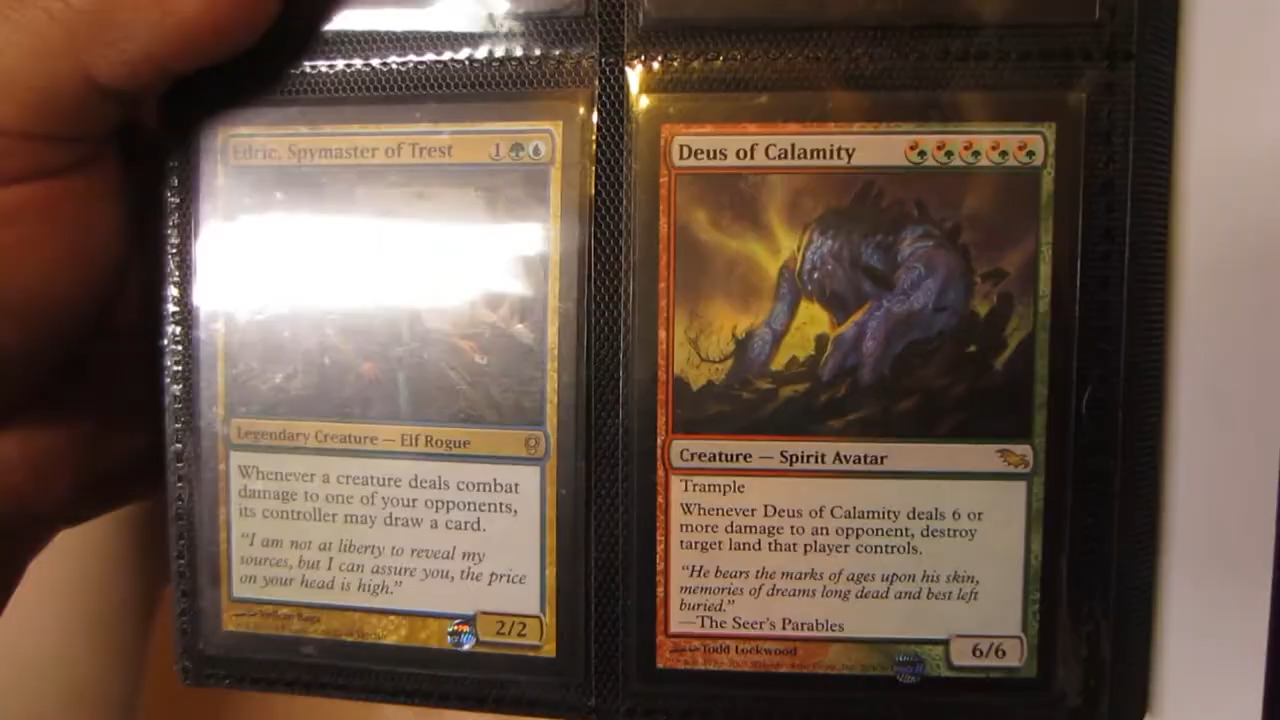 Edric, Spymaster of Trest 1
Legendary Creature — Elf Rogue
Whenever a creature deals combat
damage to one of your opponents,
its controller may draw a card.
"I am not at liberty to reveal my
sources, but I can assure you, the price
on your head is high."
Volkan Baga
2/2
Deus of Calamity
Creature — Spirit Avatar
Trample
Whenever Deus of Calamity deals 6 or
more damage to an opponent, destroy
target land that player controls.
"He bears the marks of ages upon his skin,
memories of dreams long dead and best left
buried."
—The Seer's Parables
Todd Lockwood
6/6